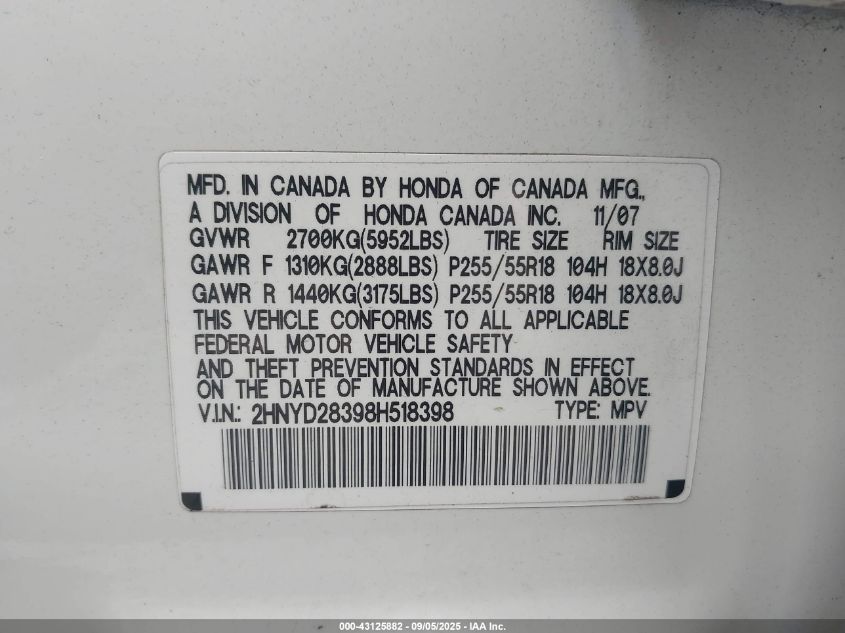 MFD. IN CANADA BY HONDA OF CANADA MFG.,
A DIVISION OF HONDA CANADA INC. 11/07
GVWR 2700KG(5952LBS) TIRE SIZE RIM SIZE
GAWR F 1310KG(2888LBS) P255/55R18 104H 18X8.0J
GAWR R 1440KG(3175LBS) P255/55R18 104H 18X8.0J
THIS VEHICLE CONFORMS TO ALL APPLICABLE
FEDERAL MOTOR VEHICLE SAFETY
AND THEFT PREVENTION STANDARDS IN EFFECT
ON THE DATE OF MANUFACTURE SHOWN ABOVE.
V.I.N.: 2HNYD28398H518398 TYPE: MPV
000-43125882 - 09/05/2025 - IAA Inc.